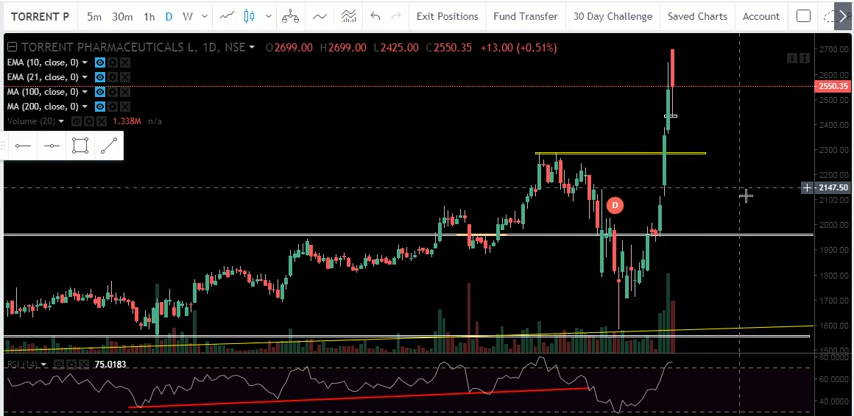 TORRENT P 5m 30m 1h D W Exit Positions Fund Transfer 30 Day Challenge Saved Charts Account
TORRENT PHARMACEUTICALS L, 1D, NSE O2699.00 H2699.00 L2425.00 C2550.35 +13.00 (+0.51%)
EMA (10, close, 0)
EMA (21, close, 0)
MA (100, close, 0)
MA (200, close, 0)
Volume (20) 1.338M n/a
2700.00
2550.35
2500.00
2400.00
2300.00
2200.00
2147.50
D
2000.00
1900.00
1800.00
1700.00
1600.00
1500.00
RSI (14) 75.0183
80.0000
60.0000
40.0000